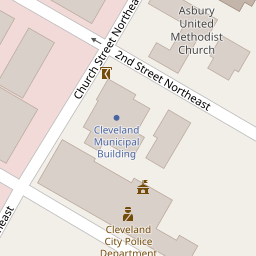 Asbury
United
Methodist
Church
Church Street Northeast
2nd Street Northeast
Cleveland
Municipal
Building
Cleveland
City Police
Department